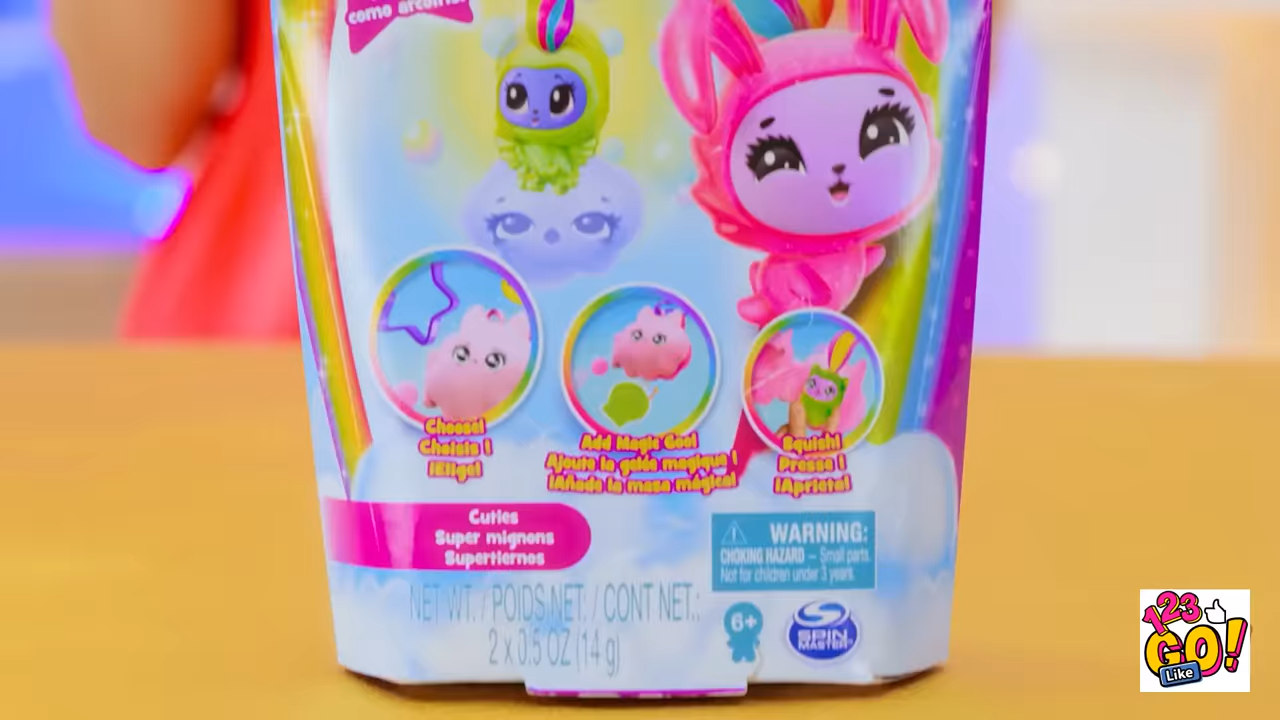 como arcoíris!
Choose!
Choisis !
¡Elige!
Add Magic Goo!
Ajoute la gelée magique !
¡Añade la masa mágica!
Squish!
Presse !
¡Aprieta!
Cuties
Super mignons
Supertiernos
WARNING:
CHOKING HAZARD – Small parts.
Not for children under 3 years.
NET WT. / POIDS NET. / CONT NET.:
2 x 0.5 OZ (14 g)
6+
SPIN
MASTER
123
GO!
Like